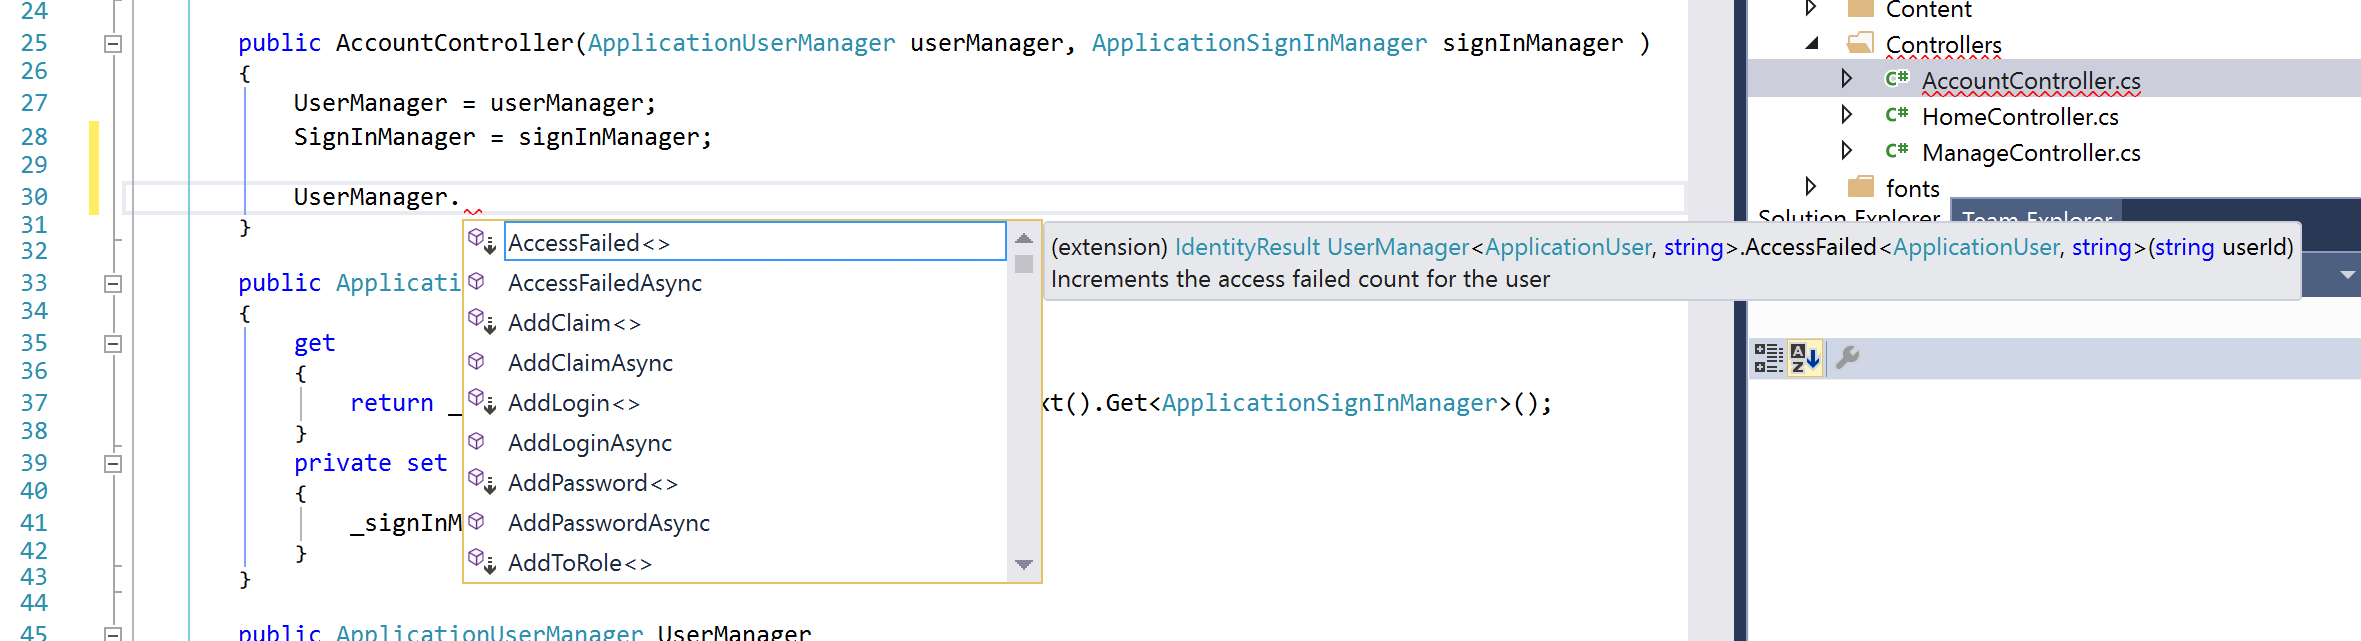 24
25 public AccountController(ApplicationUserManager userManager, ApplicationSignInManager signInManager )
26 {
27 UserManager = userManager;
28 SignInManager = signInManager;
29
30 UserManager.
31 }
32
33 public Applicati
34 {
35 get
36 {
37 return _ xt().Get<ApplicationSignInManager>();
38 }
39 private set
40 {
41 _signInM
42 }
43 }
44
45 public ApplicationUserManager UserManager
AccessFailed<>
AccessFailedAsync
AddClaim<>
AddClaimAsync
AddLogin<>
AddLoginAsync
AddPassword<>
AddPasswordAsync
AddToRole<>
(extension) IdentityResult UserManager<ApplicationUser, string>.AccessFailed<ApplicationUser, string>(string userId)
Increments the access failed count for the user
Content
Controllers
C# AccountController.cs
C# HomeController.cs
C# ManageController.cs
fonts
Solution Explorer Team Explorer
AZ